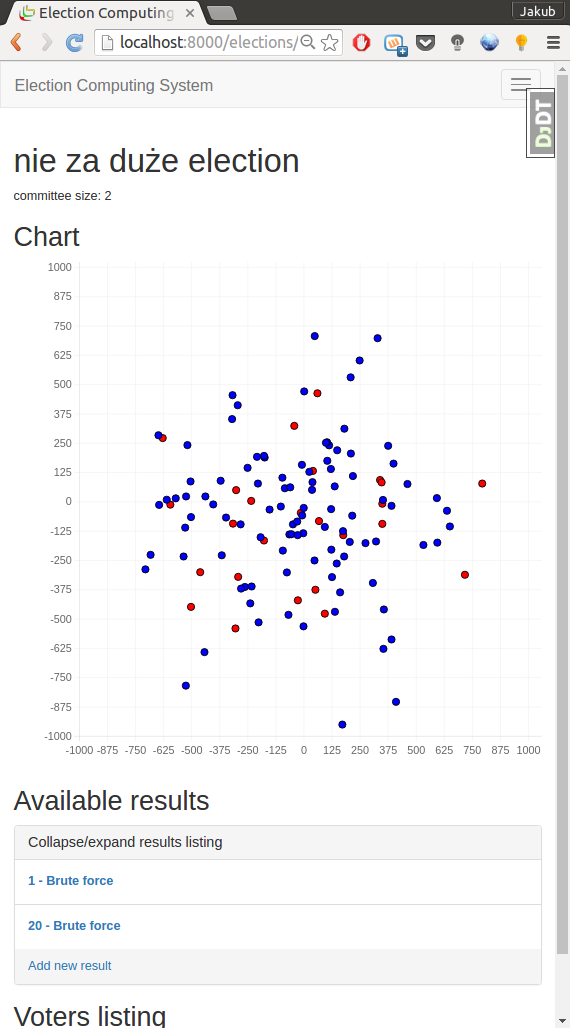 Election Computing
Jakub
localhost:8000/elections/
Election Computing System
DJDT
nie za duże election
committee size: 2
Chart
1000
875
750
625
500
375
250
125
0
-125
-250
-375
-500
-625
-750
-875
-1000
-1000 -875 -750 -625 -500 -375 -250 -125 0 125 250 375 500 625 750 875 1000
Available results
Collapse/expand results listing
1 - Brute force
20 - Brute force
Add new result
Voters listing